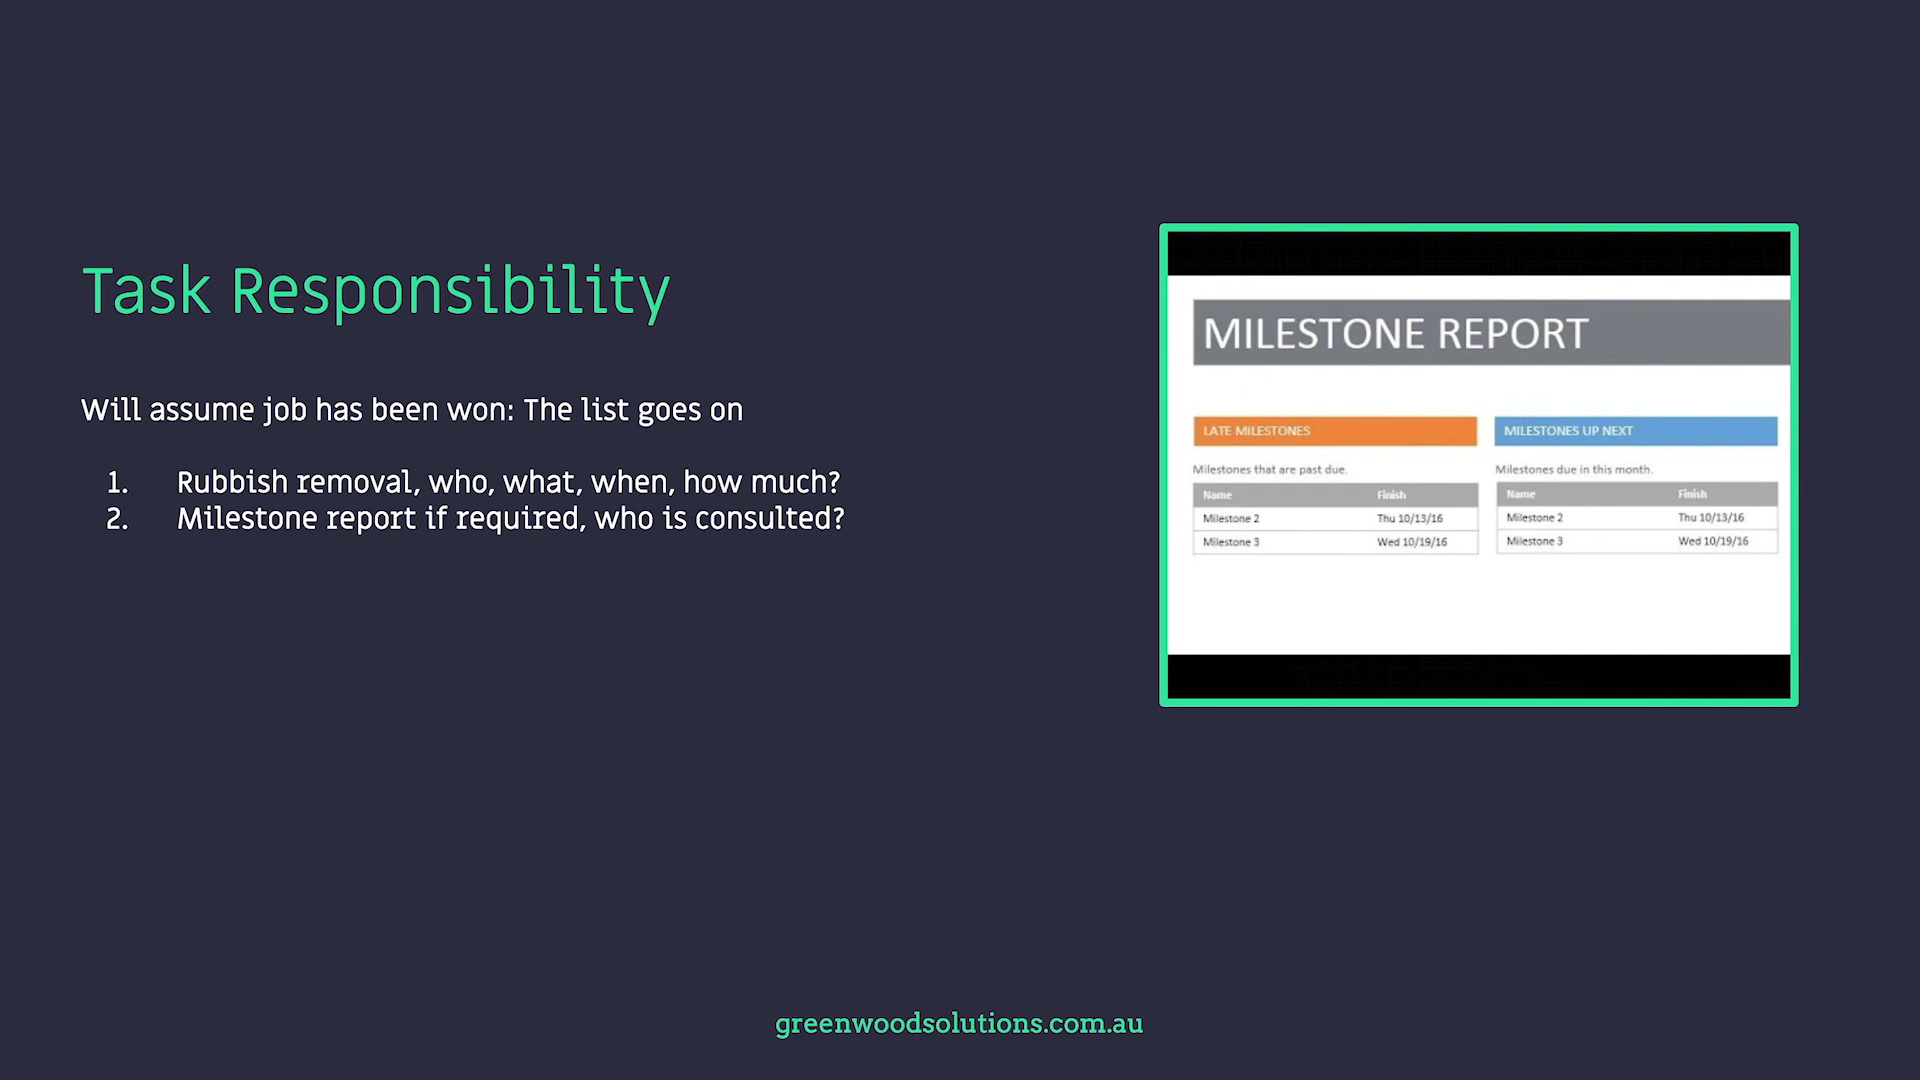 Task Responsibility
Will assume job has been won: The list goes on
1. Rubbish removal, who, what, when, how much?
2. Milestone report if required, who is consulted?
MILESTONE REPORT
LATE MILESTONES
Milestones that are past due.
Name Finish
Milestone 2 Thu 10/13/16
Milestone 3 Wed 10/19/16
MILESTONES UP NEXT
Milestones due in this month.
Name Finish
Milestone 2 Thu 10/13/16
Milestone 3 Wed 10/19/16
greenwoodsolutions.com.au